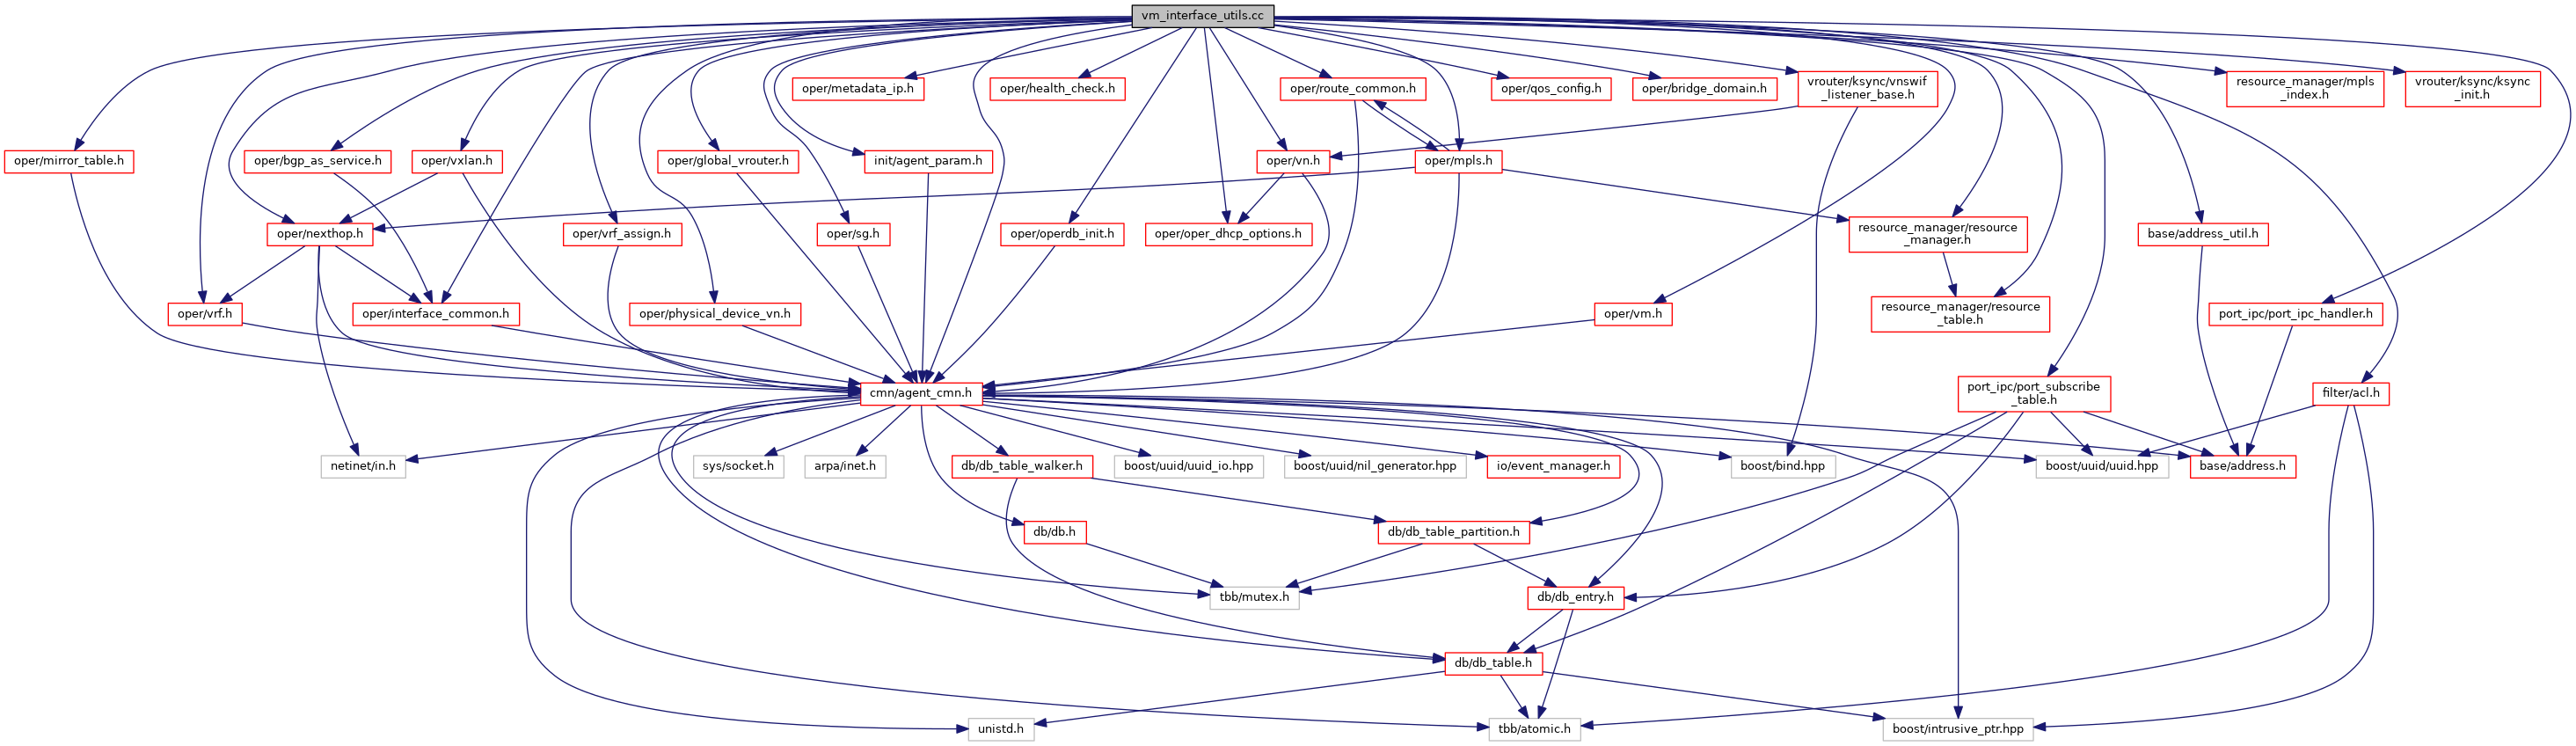 vm_interface_utils.cc
oper/metadata_ip.h
oper/health_check.h
oper/route_common.h
oper/qos_config.h
oper/bridge_domain.h
vrouter/ksync/vnswif
_listener_base.h
resource_manager/mpls
_index.h
vrouter/ksync/ksync
_init.h
oper/mirror_table.h
oper/bgp_as_service.h
oper/vxlan.h
oper/global_vrouter.h
init/agent_param.h
oper/vn.h
oper/mpls.h
oper/nexthop.h
oper/vrf_assign.h
oper/sg.h
oper/operdb_init.h
oper/oper_dhcp_options.h
resource_manager/resource
_manager.h
base/address_util.h
oper/vrf.h
oper/interface_common.h
oper/physical_device_vn.h
oper/vm.h
resource_manager/resource
_table.h
port_ipc/port_ipc_handler.h
cmn/agent_cmn.h
port_ipc/port_subscribe
_table.h
filter/acl.h
netinet/in.h
sys/socket.h
arpa/inet.h
db/db_table_walker.h
boost/uuid/uuid_io.hpp
boost/uuid/nil_generator.hpp
io/event_manager.h
boost/bind.hpp
boost/uuid/uuid.hpp
base/address.h
db/db.h
db/db_table_partition.h
tbb/mutex.h
db/db_entry.h
db/db_table.h
unistd.h
tbb/atomic.h
boost/intrusive_ptr.hpp